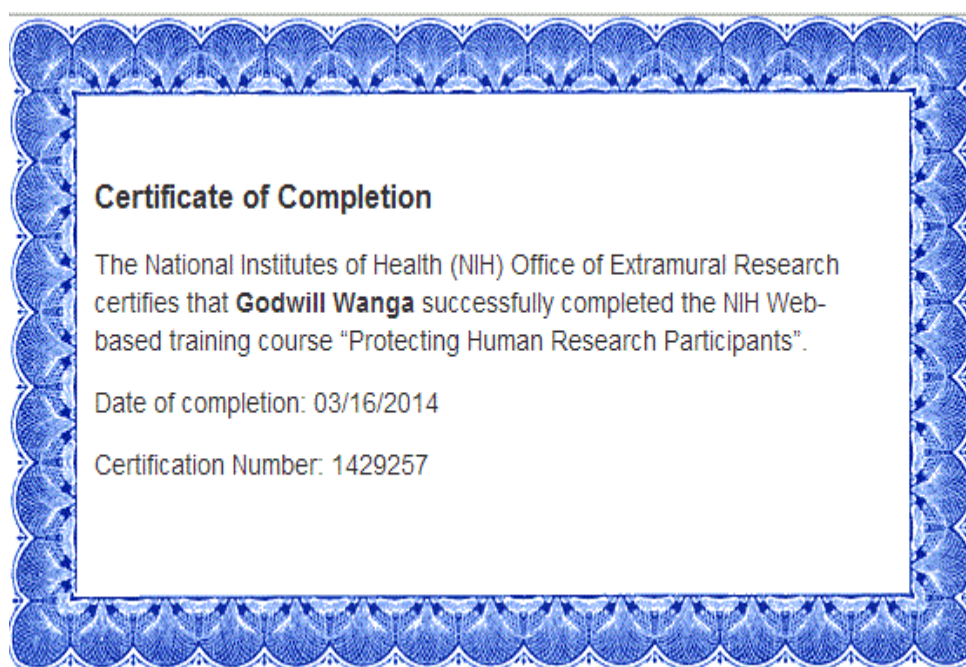 Certificate of Completion
The National Institutes of Health (NIH) Office of Extramural Research
certifies that Godwill Wanga successfully completed the NIH Web-
based training course “Protecting Human Research Participants”.
Date of completion: 03/16/2014
Certification Number: 1429257